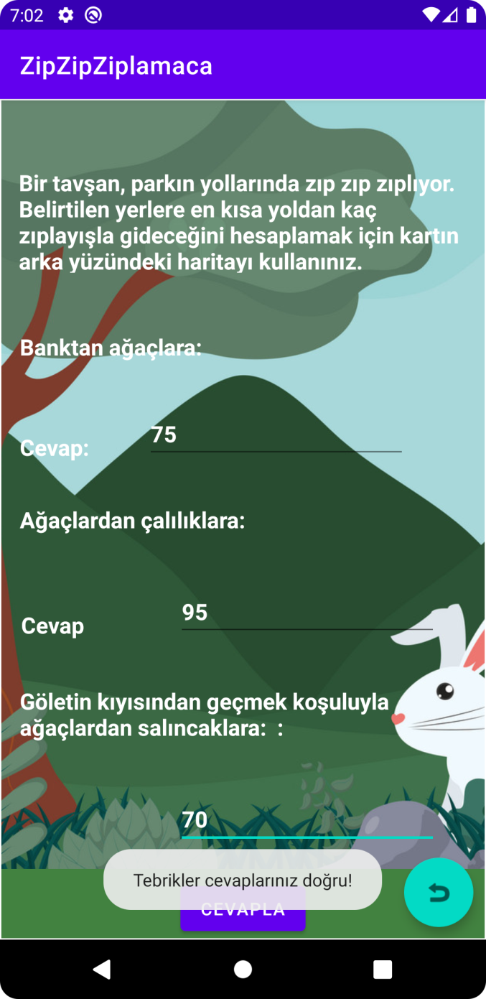 7:02
ZipZipZiplamaca
Bir tavşan, parkın yollarında zıp zıp zıplıyor.
Belirtilen yerlere en kısa yoldan kaç
zıplayışla gideceğini hesaplamak için kartın
arka yüzündeki haritayı kullanınız.
Banktan ağaçlara:
75
Cevap:
Ağaçlardan çalılıklara:
95
Cevap
Göletin kıyısından geçmek koşuluyla
ağaçlardan salıncaklara:  :
70
Tebrikler cevaplarınız doğru!
CEVAPLA